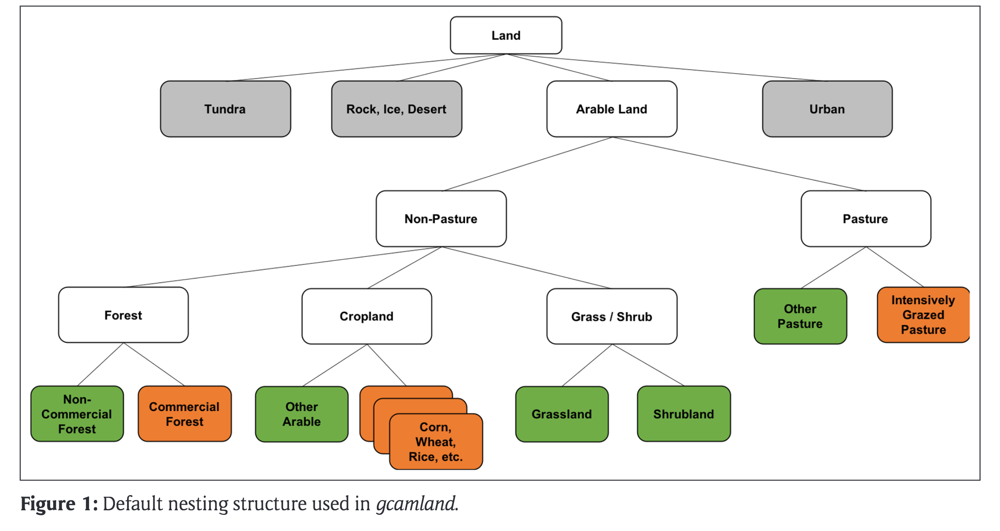 Land
Tundra
Rock, Ice, Desert
Arable Land
Urban
Non-Pasture
Pasture
Forest
Cropland
Grass / Shrub
Other
Pasture
Intensively
Grazed
Pasture
Non-
Commercial
Forest
Commercial
Forest
Other
Arable
Corn,
Wheat,
Rice, etc.
Grassland
Shrubland
Figure 1: Default nesting structure used in gcamland.